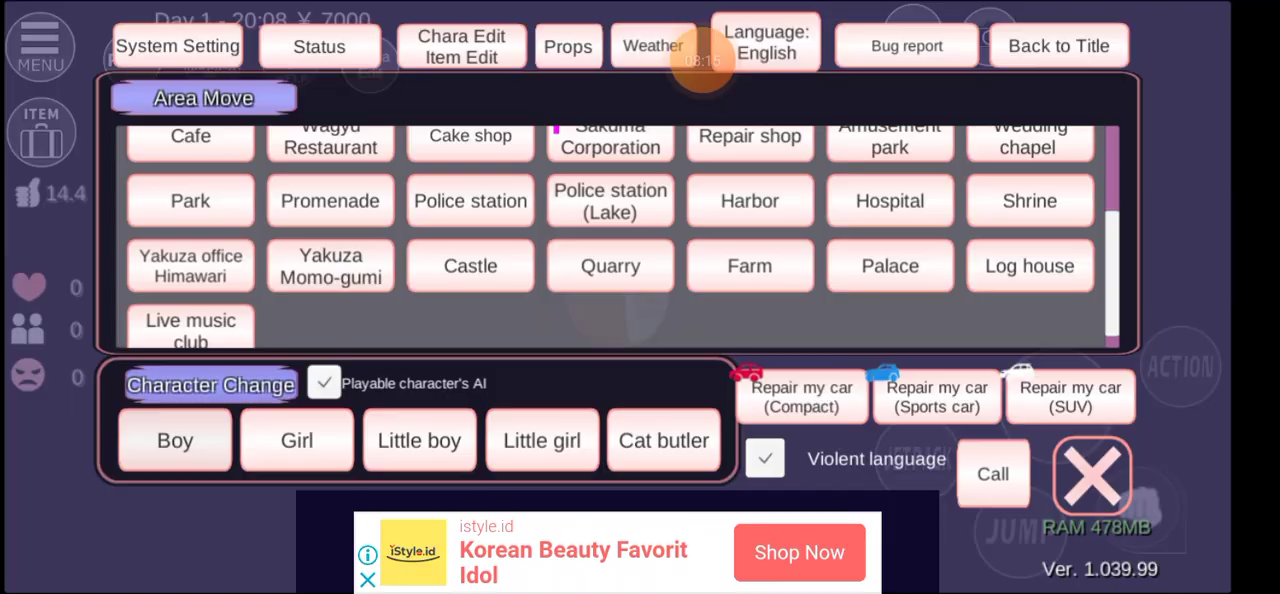 Day 1 - 20:08 ¥ 7000
System Setting
Status
Chara Edit
Item Edit
Props
Weather
Language:
English
Bug report
Back to Title
MENU
08:15
Area Move
ITEM
Cafe
Wagyu
Restaurant
Cake shop
Sakuma
Corporation
Repair shop
Amusement
park
Wedding
chapel
14.4
Park
Promenade
Police station
Police station
(Lake)
Harbor
Hospital
Shrine
Yakuza office
Himawari
Yakuza
Momo-gumi
Castle
Quarry
Farm
Palace
Log house
0
0
0
Live music
club
Character Change
Playable character's AI
Repair my car
(Compact)
Repair my car
(Sports car)
Repair my car
(SUV)
ACTION
Boy
Girl
Little boy
Little girl
Cat butler
Violent language
Call
JUMP
RAM 478MB
Ver. 1.039.99
iStyle.id
istyle.id
Korean Beauty Favorit
Idol
Shop Now